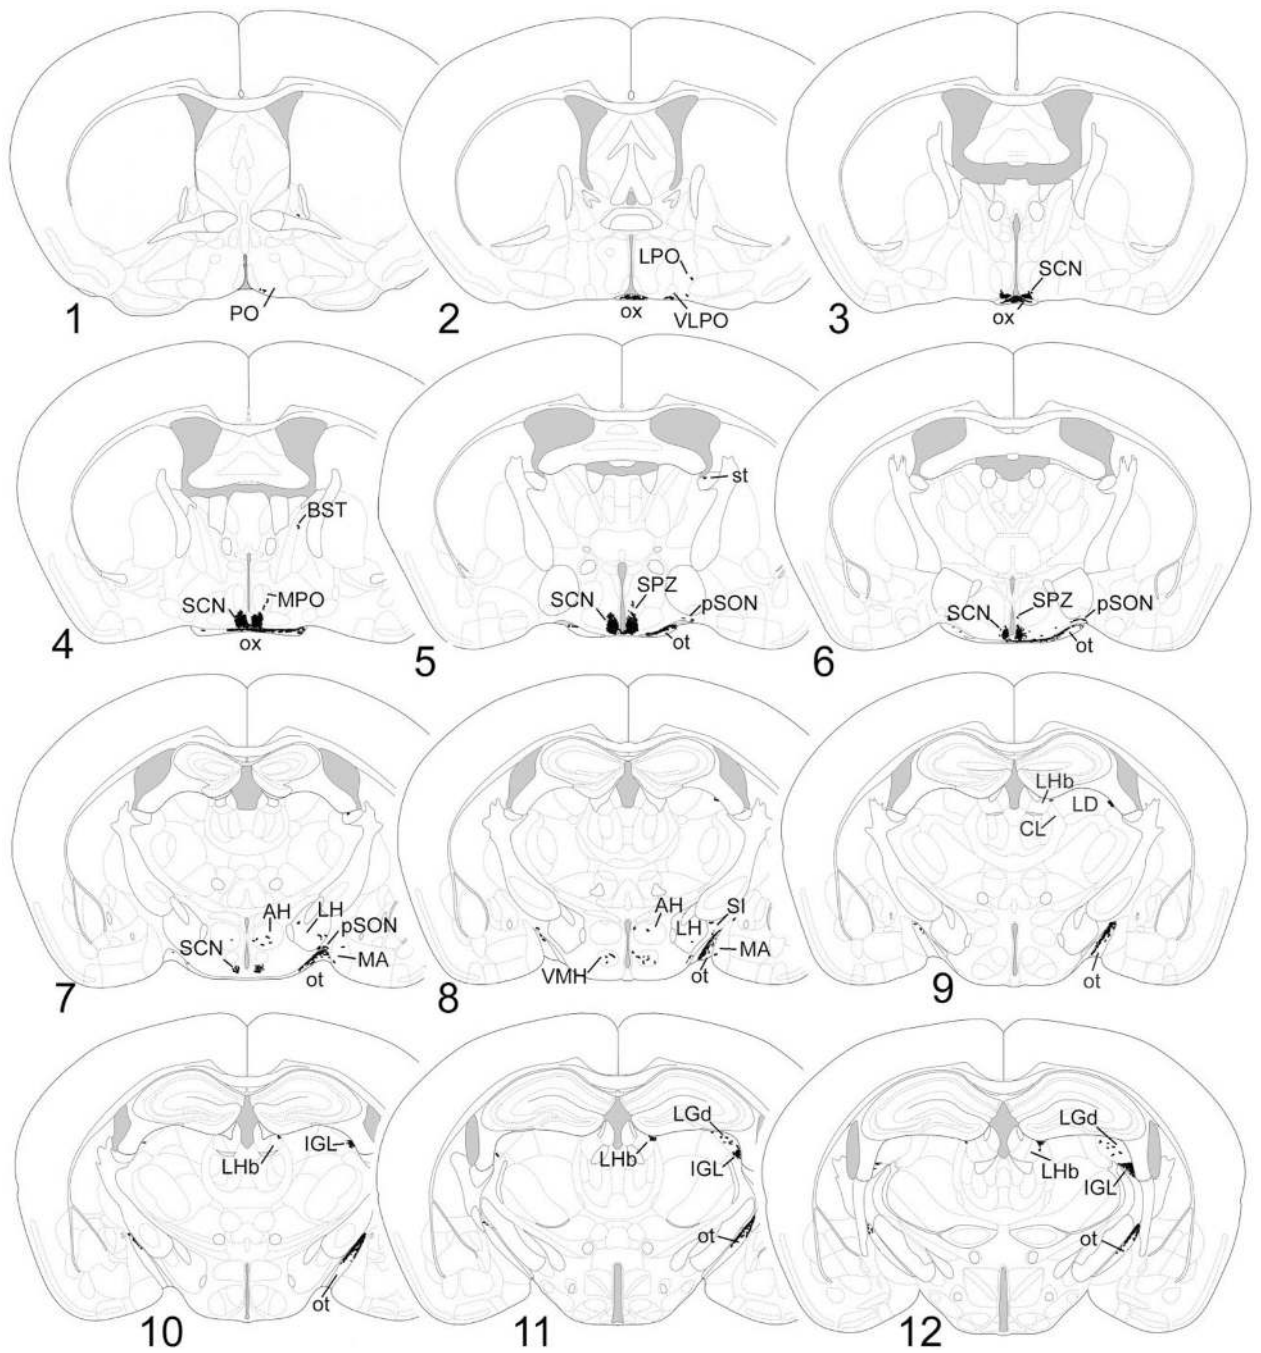 PO
1
LPO
ox
VLPO
2
SCN
ox
3
BST
SCN
MPO
ox
4
st
SCN
SPZ
pSON
ot
5
SCN
SPZ
pSON
ot
6
AH
LH
pSON
SCN
MA
ot
7
AH
SI
LH
MA
VMH
ot
8
LHb
LD
CL
ot
9
IGL
LHb
ot
10
LGd
LHb
IGL
ot
11
LGd
LHb
IGL
ot
12